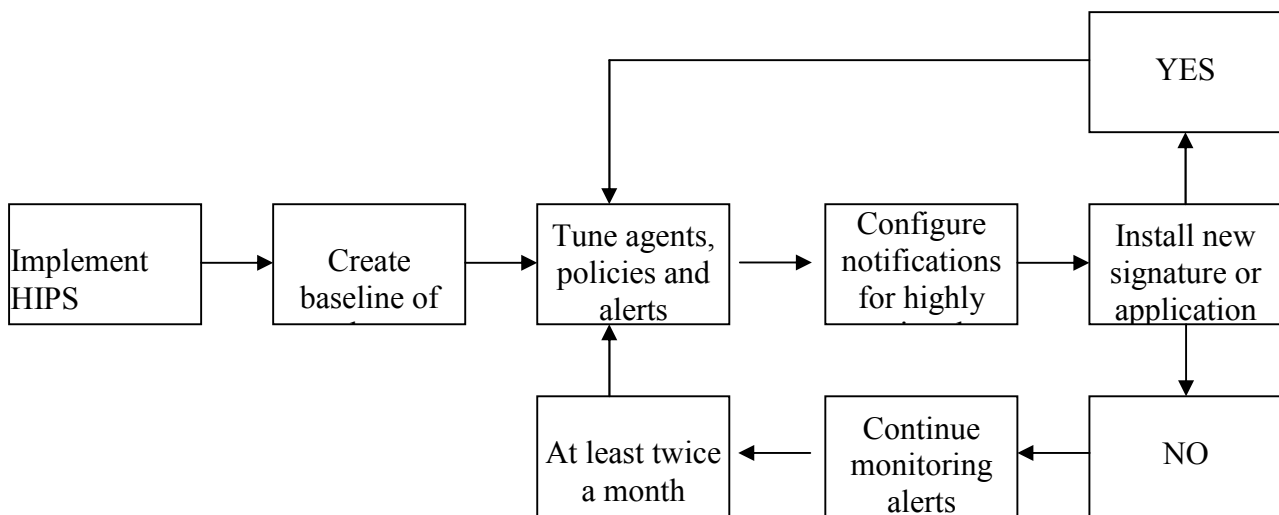 YES
Implement
HIPS
Create
baseline of
Tune agents,
policies and
alerts
Configure
notifications
for highly
Install new
signature or
application
At least twice
a month
Continue
monitoring
alerts
NO